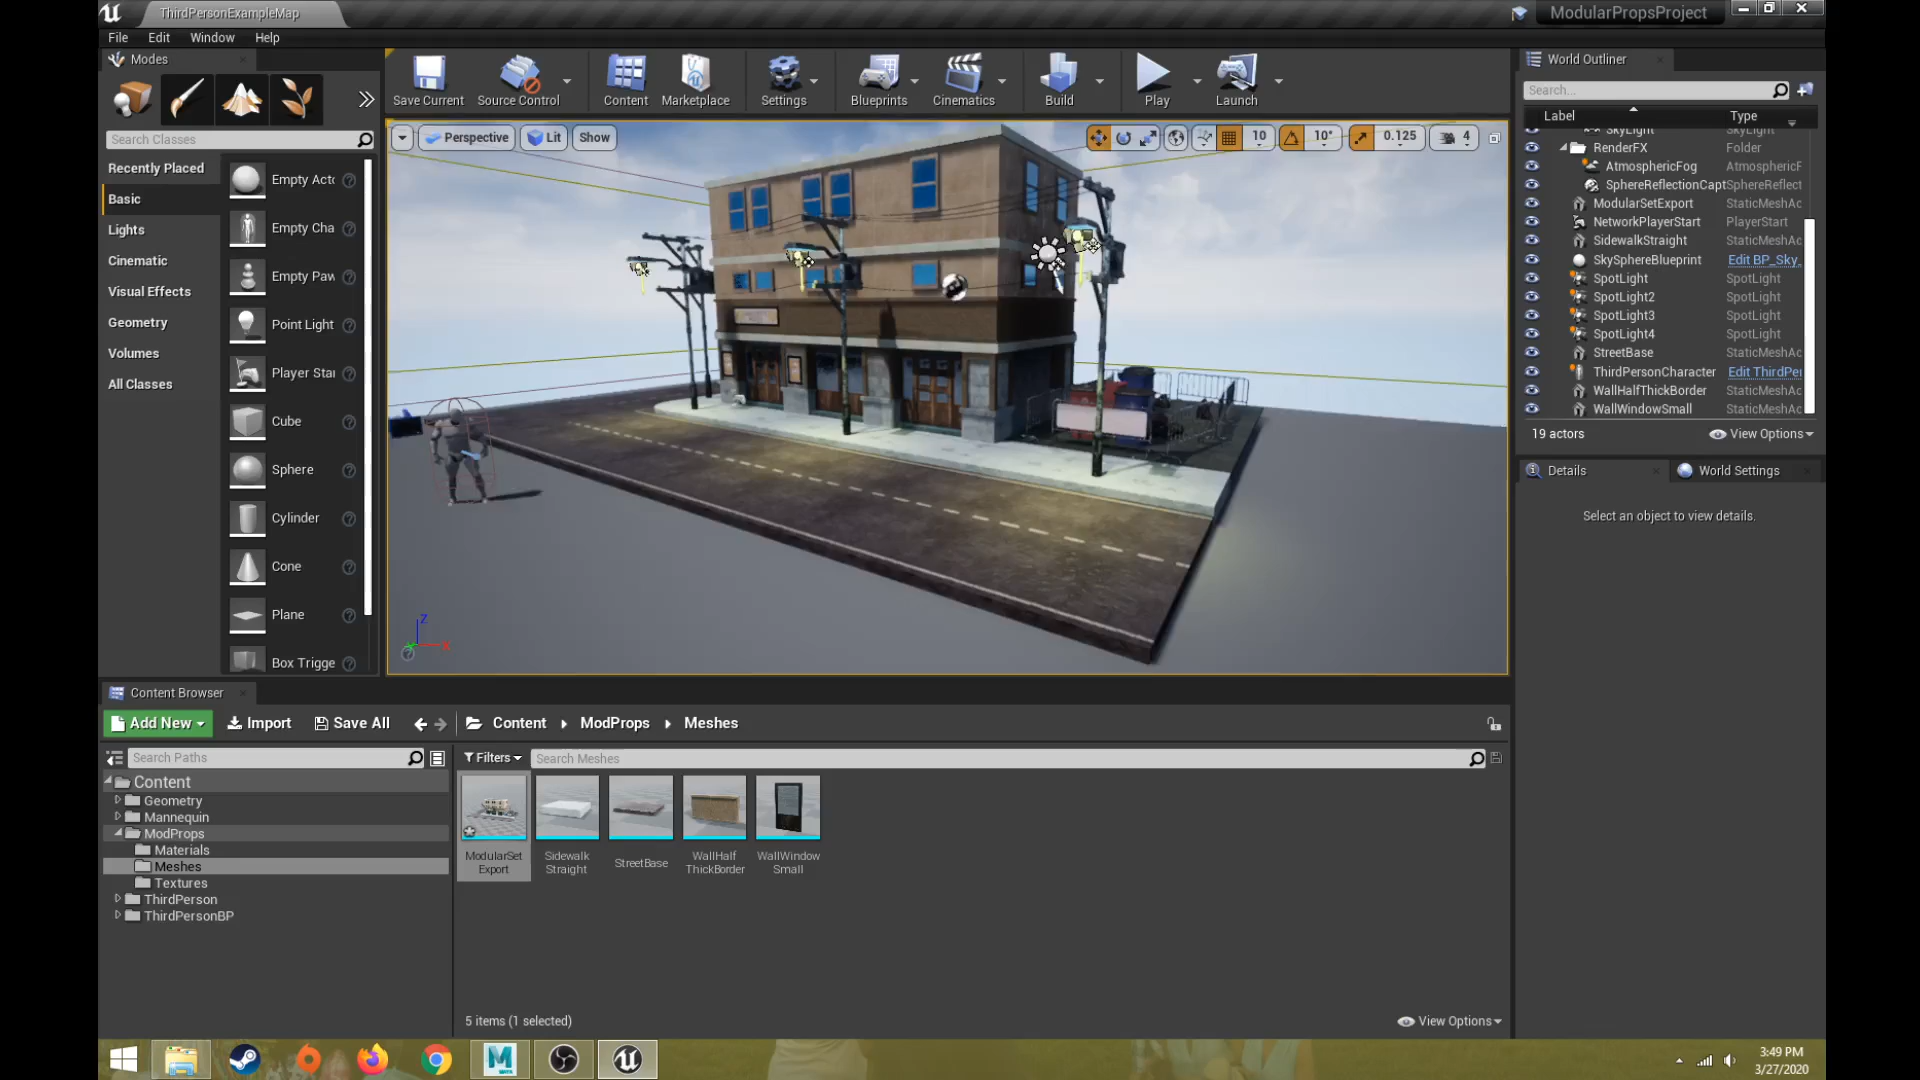 ThirdPersonExampleMap
ModularPropsProject
File Edit Window Help
Modes
Search Classes
Recently Placed
Basic
Lights
Cinematic
Visual Effects
Geometry
Volumes
All Classes
Empty Acto
Empty Cha
Empty Paw
Point Light
Player Star
Cube
Sphere
Cylinder
Cone
Plane
Box Trigge
Save Current
Source Control
Content
Marketplace
Settings
Blueprints
Cinematics
Build
Play
Launch
Perspective Lit Show
10 10° 0.125 4
Z
X
World Outliner
Search...
Label Type
SkyLight SkyLight
RenderFX Folder
AtmosphericFog AtmosphericF
SphereReflectionCapt SphereReflect
ModularSetExport StaticMeshAc
NetworkPlayerStart PlayerStart
SidewalkStraight StaticMeshAc
SkySphereBlueprint Edit BP_Sky_
SpotLight SpotLight
SpotLight2 SpotLight
SpotLight3 SpotLight
SpotLight4 SpotLight
StreetBase StaticMeshAc
ThirdPersonCharacter Edit ThirdPer
WallHalfThickBorder StaticMeshAc
WallWindowSmall StaticMeshAc
19 actors View Options
Details World Settings
Select an object to view details.
Content Browser
Add New Import Save All Content ModProps Meshes
Search Paths
Filters Search Meshes
Content
Geometry
Mannequin
ModProps
Materials
Meshes
Textures
ThirdPerson
ThirdPersonBP
ModularSet
Export
Sidewalk
Straight
StreetBase
WallHalf
ThickBorder
WallWindow
Small
5 items (1 selected) View Options
3:49 PM
3/27/2020